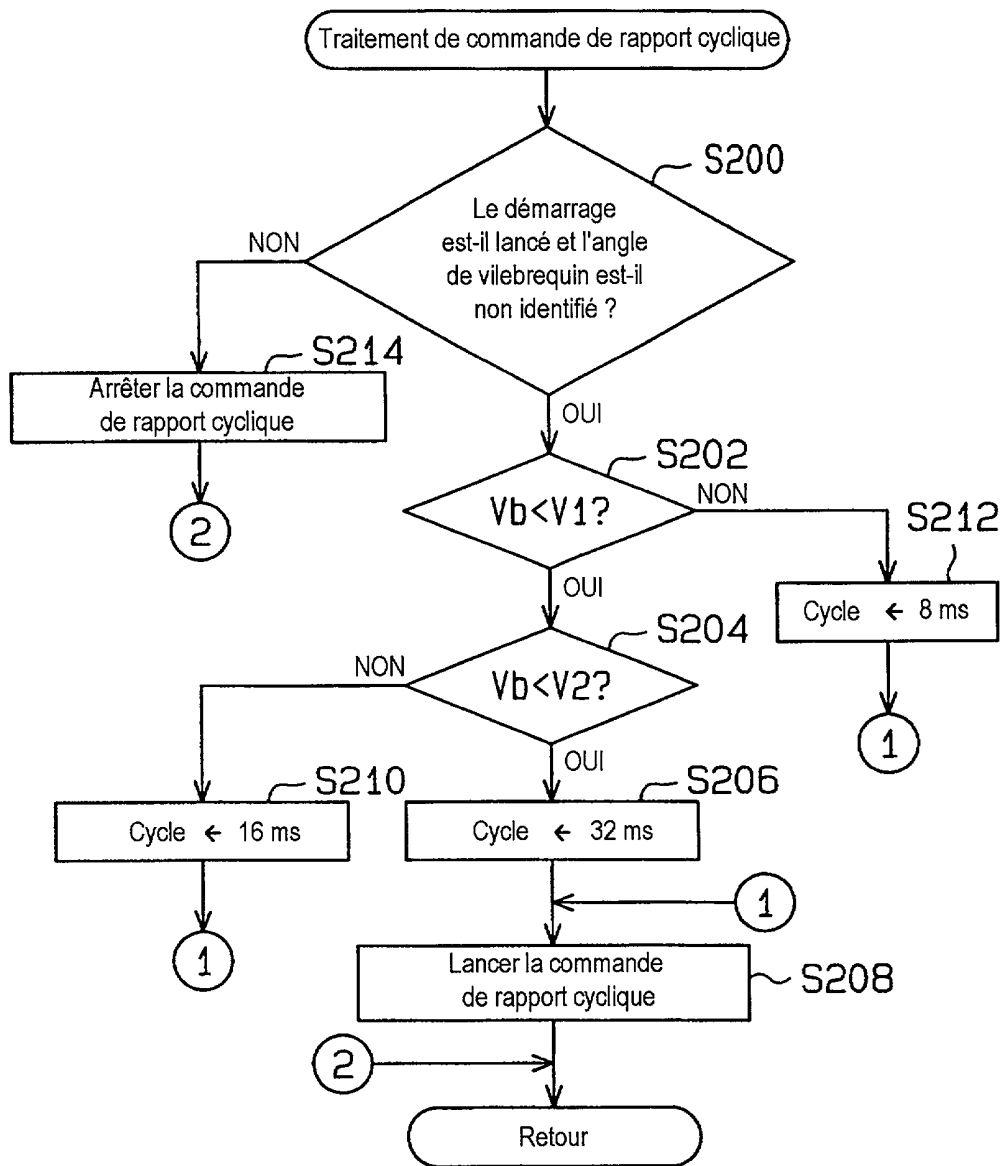 Traitement de commande de rapport cyclique
S200
Le démarrage
est-il lancé et l'angle
de vilebrequin est-il
non identifié ?
NON
S214
Arrêter la commande
de rapport cyclique
OUI
2
S202
Vb<V1?
NON
S212
OUI
Cycle ← 8 ms
S204
NON
Vb<V2?
1
OUI
S210
S206
Cycle ← 16 ms
Cycle ← 32 ms
1
1
Lancer la commande
de rapport cyclique
S208
2
Retour